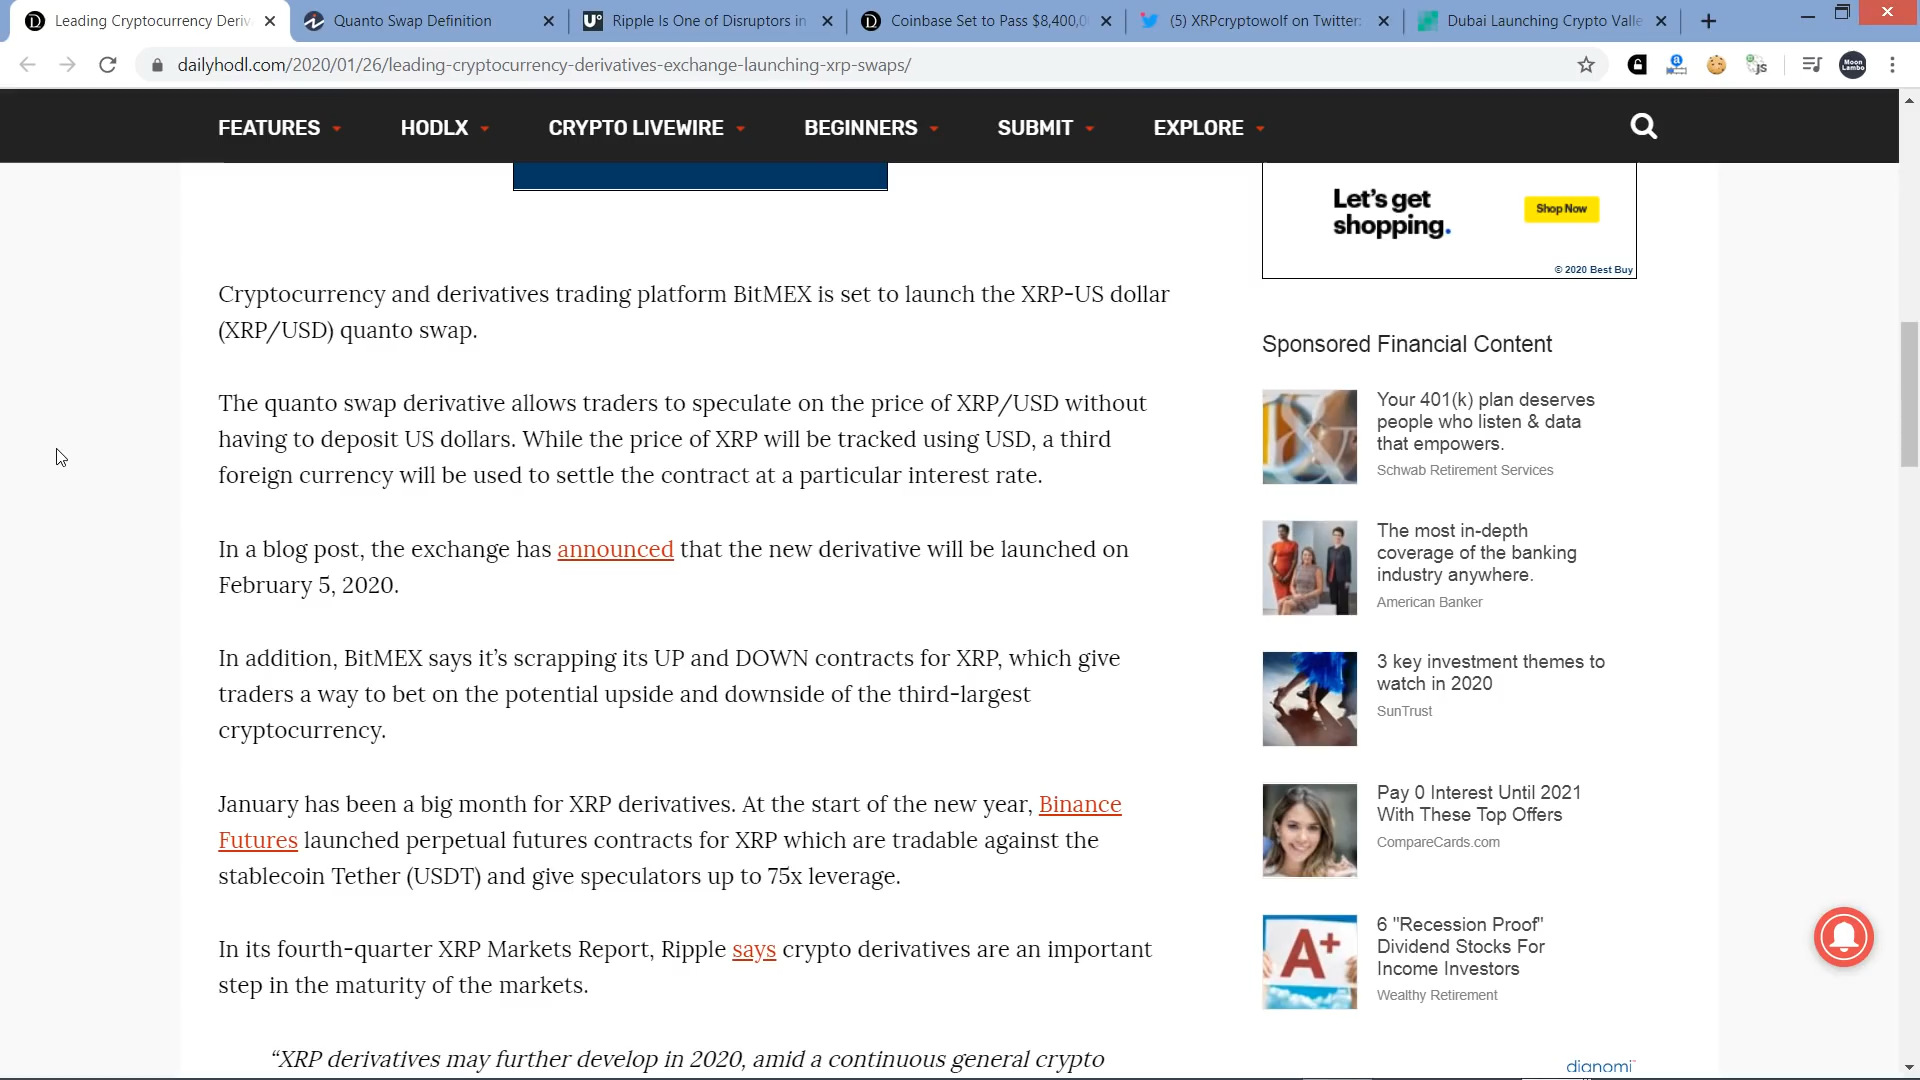 Leading Cryptocurrency Deriv
Quanto Swap Definition
Ripple Is One of Disruptors in
Coinbase Set to Pass $8,400,0
(5) XRPcryptowolf on Twitter:
Dubai Launching Crypto Valle
dailyhodl.com/2020/01/26/leading-cryptocurrency-derivatives-exchange-launching-xrp-swaps/
Moon
Lambo
FEATURES
HODLX
CRYPTO LIVEWIRE
BEGINNERS
SUBMIT
EXPLORE
Let's get
shopping.
Shop Now
© 2020 Best Buy
Cryptocurrency and derivatives trading platform BitMEX is set to launch the XRP-US dollar
(XRP/USD) quanto swap.
The quanto swap derivative allows traders to speculate on the price of XRP/USD without
having to deposit US dollars. While the price of XRP will be tracked using USD, a third
foreign currency will be used to settle the contract at a particular interest rate.
In a blog post, the exchange has announced that the new derivative will be launched on
February 5, 2020.
In addition, BitMEX says it's scrapping its UP and DOWN contracts for XRP, which give
traders a way to bet on the potential upside and downside of the third-largest
cryptocurrency.
January has been a big month for XRP derivatives. At the start of the new year, Binance
Futures launched perpetual futures contracts for XRP which are tradable against the
stablecoin Tether (USDT) and give speculators up to 75x leverage.
In its fourth-quarter XRP Markets Report, Ripple says crypto derivatives are an important
step in the maturity of the markets.
"XRP derivatives may further develop in 2020, amid a continuous general crypto
Sponsored Financial Content
Your 401(k) plan deserves
people who listen & data
that empowers.
Schwab Retirement Services
The most in-depth
coverage of the banking
industry anywhere.
American Banker
3 key investment themes to
watch in 2020
SunTrust
Pay 0 Interest Until 2021
With These Top Offers
CompareCards.com
A+
6 "Recession Proof"
Dividend Stocks For
Income Investors
Wealthy Retirement
dianomi